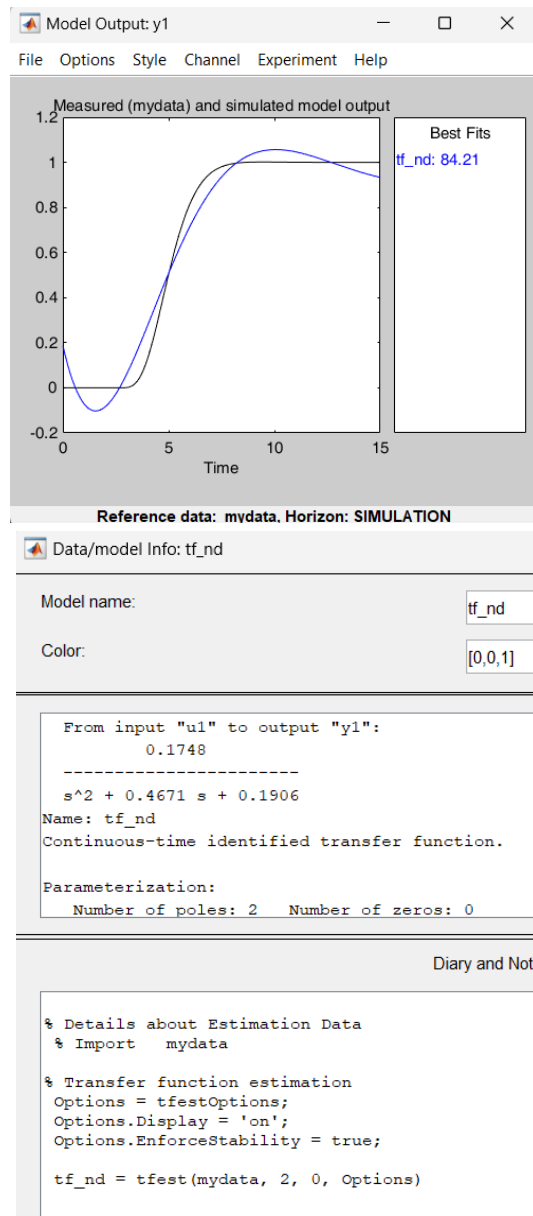 Model Output: y1
File Options Style Channel Experiment Help
Measured (mydata) and simulated model output
1.2
1
0.8
0.6
0.4
0.2
0
-0.2
0 5 10 15
Time
Best Fits
tf_nd: 84.21
Reference data: mydata, Horizon: SIMULATION
Data/model Info: tf_nd
Model name: tf_nd
Color: [0,0,1]
From input "u1" to output "y1":
0.1748
-----------------------
s^2 + 0.4671 s + 0.1906
Name: tf_nd
Continuous-time identified transfer function.
Parameterization:
Number of poles: 2 Number of zeros: 0
Diary and Not
% Details about Estimation Data
% Import mydata
% Transfer function estimation
Options = tfestOptions;
Options.Display = 'on';
Options.EnforceStability = true;
tf_nd = tfest(mydata, 2, 0, Options)